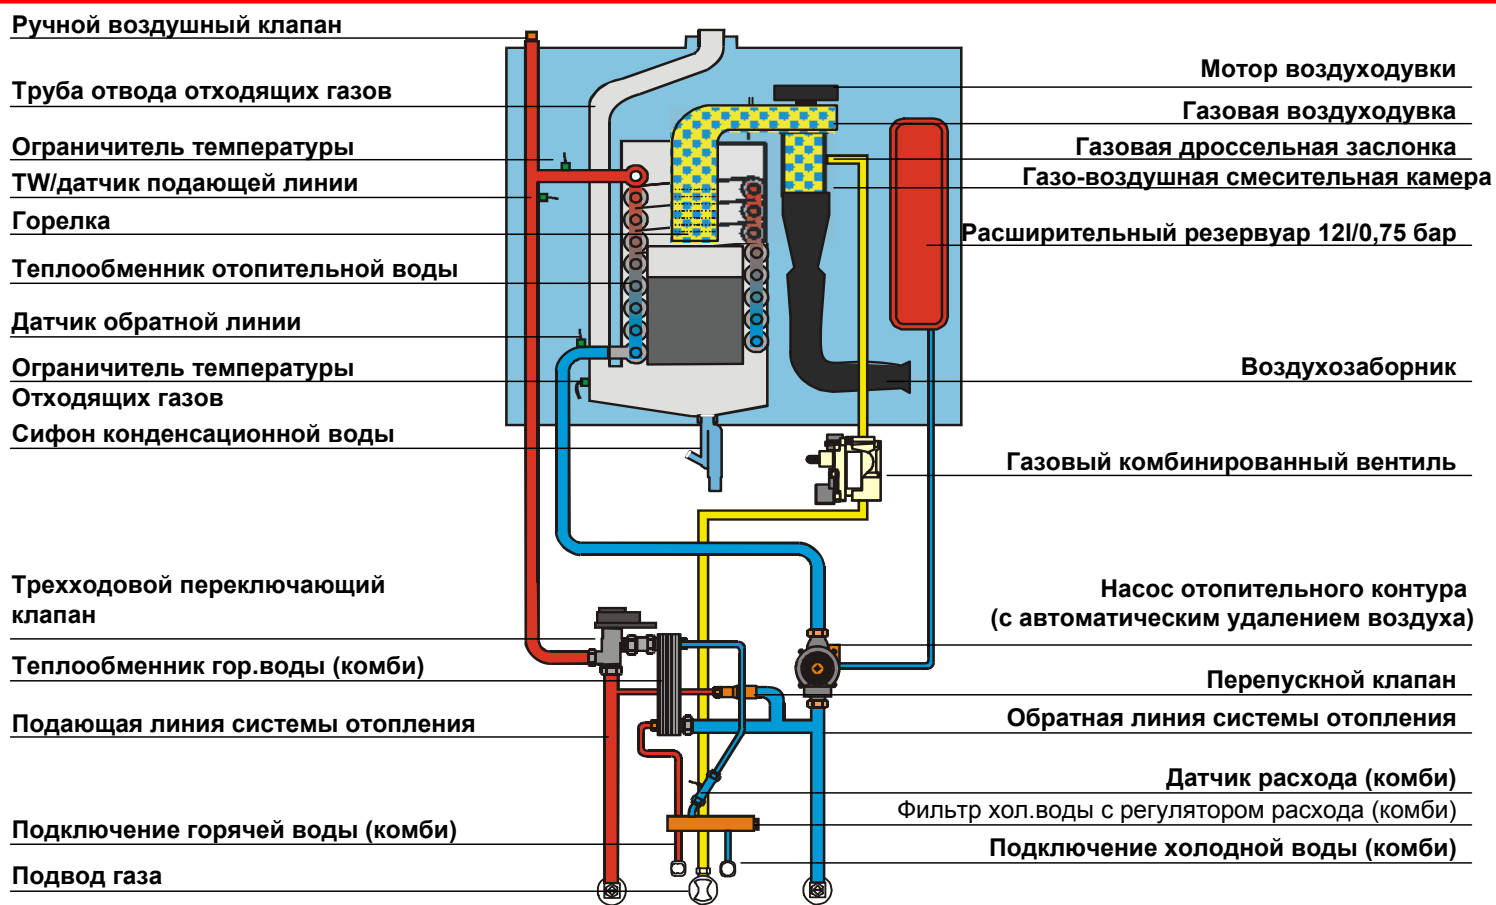 Ручной воздушный клапан
Труба отвода отходящих газов
Ограничитель температуры
TW/датчик подающей линии
Горелка
Теплообменник отопительной воды
Датчик обратной линии
Ограничитель температуры
Отходящих газов
Сифон конденсационной воды
Трехходовой переключающий
клапан
Теплообменник гор.воды (комби)
Подающая линия системы отопления
Подключение горячей воды (комби)
Подвод газа
Мотор воздуходувки
Газовая воздуходувка
Газовая дроссельная заслонка
Газо-воздушная смесительная камера
Расширительный резервуар 12l/0,75 бар
Воздухозаборник
Газовый комбинированный вентиль
Насос отопительного контура
(с автоматическим удалением воздуха)
Перепускной клапан
Обратная линия системы отопления
Датчик расхода (комби)
Фильтр хол.воды с регулятором расхода (комби)
Подключение холодной воды (комби)